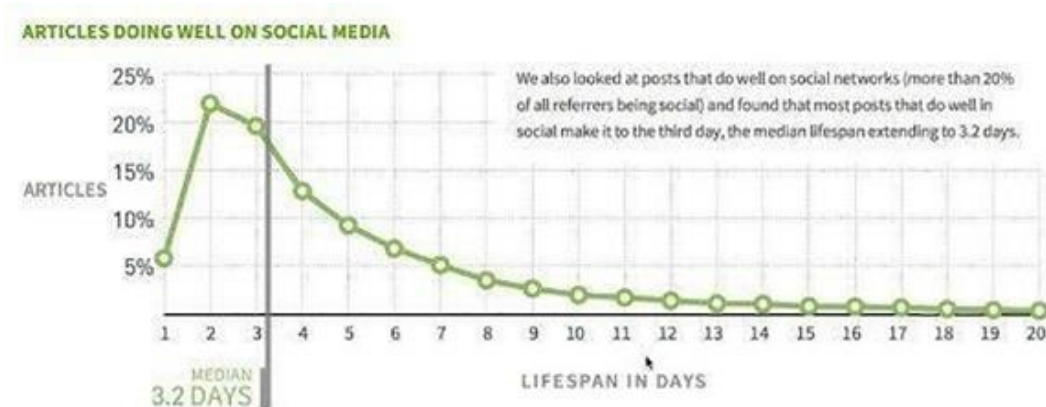 ARTICLES DOING WELL ON SOCIAL MEDIA
25%
We also looked at posts that do well on social networks (more than 20%
of all referrers being social) and found that most posts that do well in
social make it to the third day, the median lifespan extending to 3.2 days.
20%
15%
ARTICLES
10%
5%
1 2 3 4 5 6 7 8 9 10 11 12 13 14 15 16 17 18 19 20
MEDIAN
3.2 DAYS
LIFESPAN IN DAYS